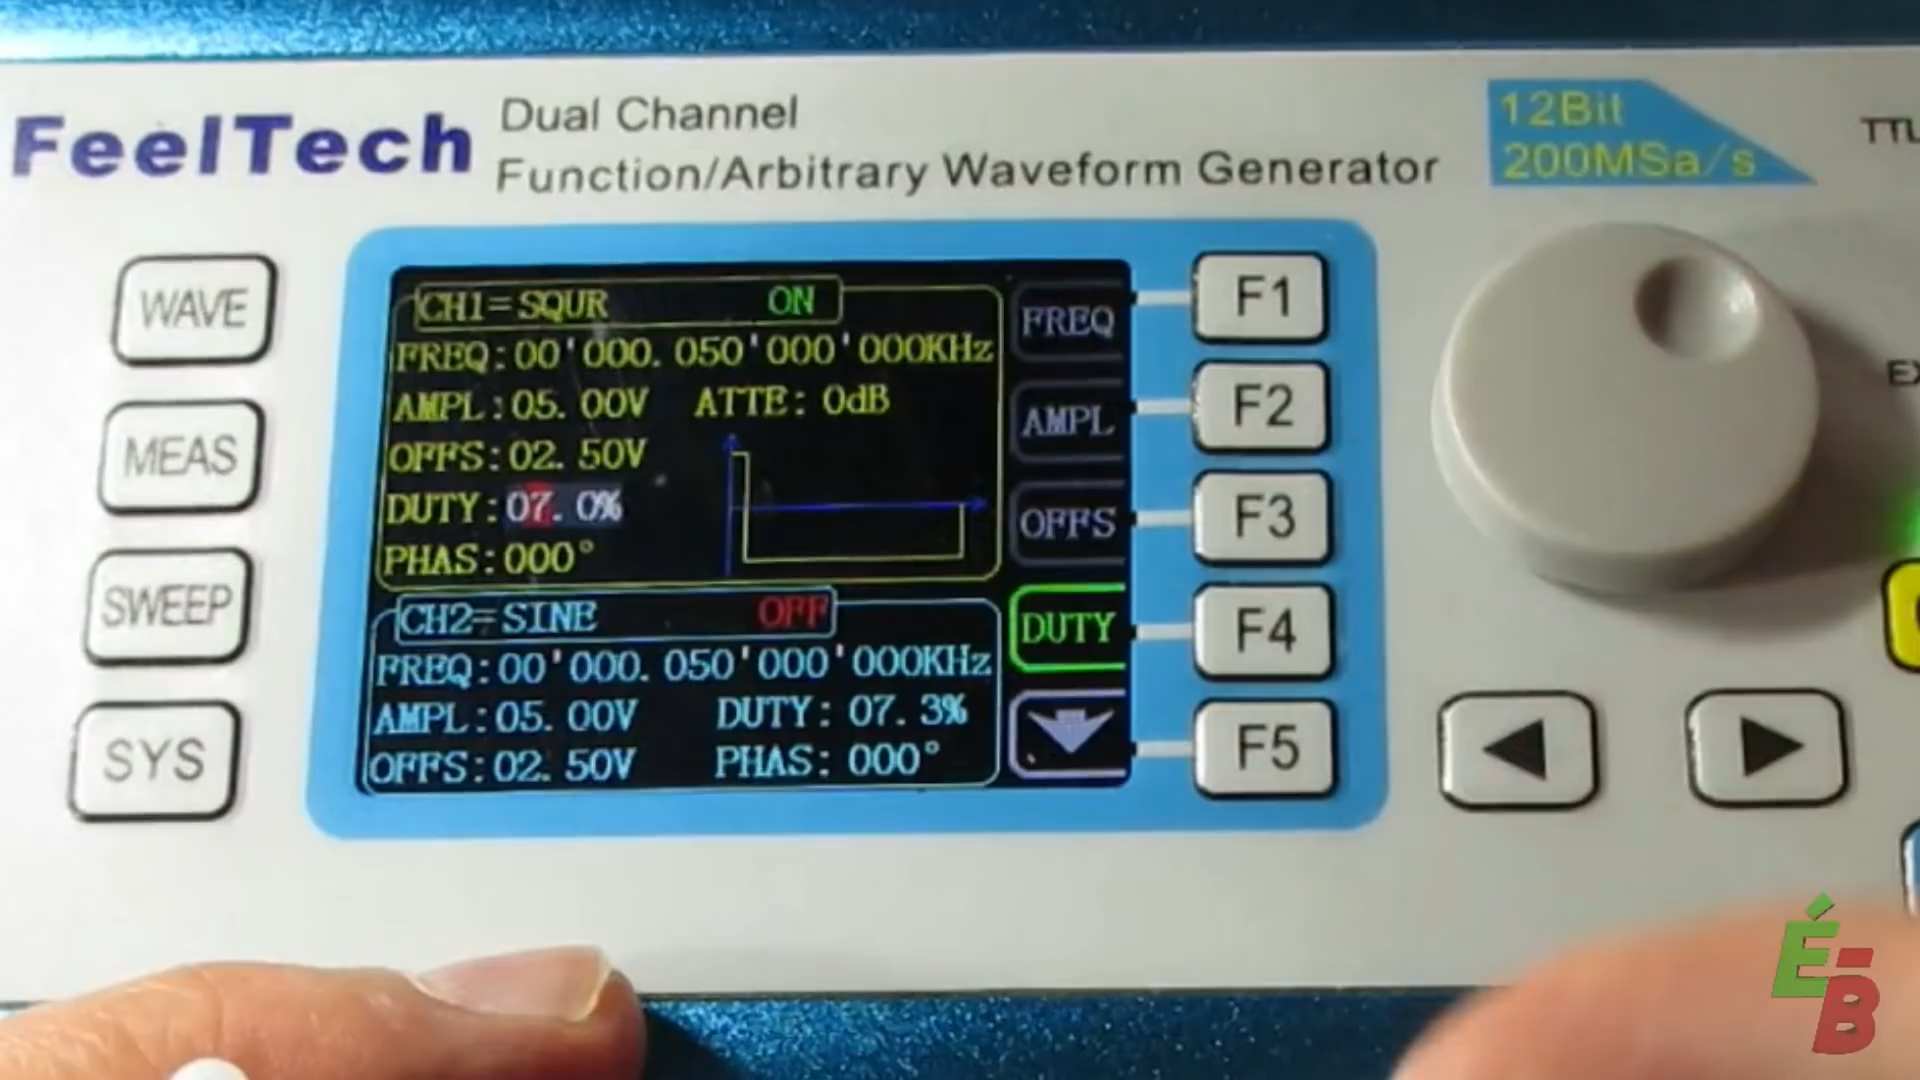 FeelTech
Dual Channel
Function/Arbitrary Waveform Generator
12Bit
200MSa/s
TTL
WAVE
MEAS
SWEEP
SYS
CH1=SQUR ON
FREQ:00'000.050'000'000KHz
AMPL:05.00V ATTE:0dB
OFFS:02.50V
DUTY:07.0%
PHAS:000°
CH2=SINE OFF
FREQ:00'000.050'000'000KHz
AMPL:05.00V DUTY:07.3%
OFFS:02.50V PHAS:000°
FREQ
AMPL
OFFS
DUTY
F1
F2
F3
F4
F5
É-B